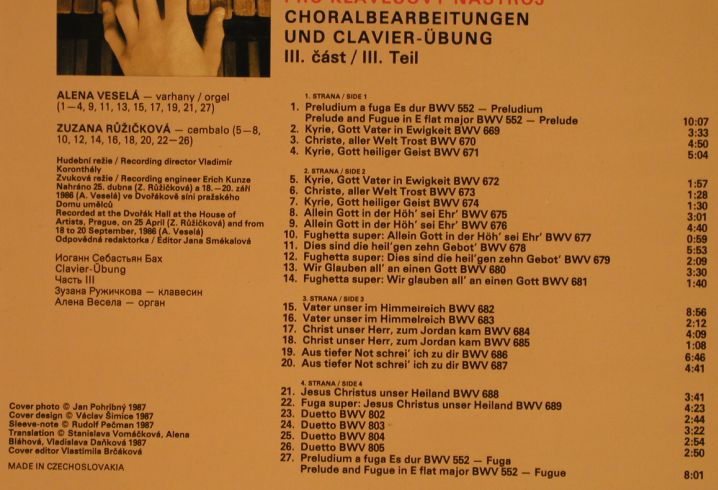 PRO KLÁVESOVÝ NÁSTROJ
CHORALBEARBEITUNGEN
UND CLAVIER-ÜBUNG
III. část / III. Teil
ALENA VESELÁ — varhany / orgel
(1—4, 9, 11, 13, 15, 17, 19, 21, 27)
ZUZANA RŮŽIČKOVÁ — cembalo (5—8,
10, 12, 14, 16, 18, 20, 22—26)
Hudební režie / Recording director Vladimír
Koronthály
Zvuková režie / Recording engineer Erich Kunze
Nahráno 25. dubna (Z. Růžičková) a 18.—20. září
1986 (A. Veselá) ve Dvořákově síni pražského
Domu umělců
Recorded at the Dvořák Hall at the House of
Artists, Prague, on 25 April (Z. Růžičková) and from
18 to 20 September, 1986 (A. Veselá)
Odpovědná redaktorka / Editor Jana Smékalová
Иоганн Себастьян Бах
Clavier-Übung
Часть III
Зузана Ружичкова — клавесин
Алена Весела — орган
Cover photo © Jan Pohribný 1987
Cover design © Václav Šimice 1987
Sleeve-note © Rudolf Pečman 1987
Translation © Stanislava Vomáčková, Alena
Bláhová, Vladislava Daňková 1987
Cover editor Vlastimila Brčáková
MADE IN CZECHOSLOVAKIA
1. STRANA / SIDE 1
1. Preludium a fuga Es dur BWV 552 — Preludium
Prelude and Fugue in E flat major BWV 552 — Prelude 10:07
2. Kyrie, Gott Vater in Ewigkeit BWV 669 3:33
3. Christe, aller Welt Trost BWV 670 4:50
4. Kyrie, Gott heiliger Geist BWV 671 5:04
2. STRANA / SIDE 2
5. Kyrie, Gott Vater in Ewigkeit BWV 672 1:57
6. Christe, aller Welt Trost BWV 673 1:28
7. Kyrie, Gott heiliger Geist BWV 674 1:30
8. Allein Gott in der Höh' sei Ehr' BWV 675 3:01
9. Allein Gott in der Höh' sei Ehr' BWV 676 4:40
10. Fughetta super: Allein Gott in der Höh' sei Ehr' BWV 677 0:59
11. Dies sind die heil'gen zehn Gebot' BWV 678 5:53
12. Fughetta super: Dies sind die heil'gen zehn Gebot' BWV 679 2:09
13. Wir Glauben all' an einen Gott BWV 680 3:30
14. Fughetta super: Wir glauben all' an einen Gott BWV 681 1:40
3. STRANA / SIDE 3
15. Vater unser im Himmelreich BWV 682 8:56
16. Vater unser im Himmelreich BWV 683 2:12
17. Christ unser Herr, zum Jordan kam BWV 684 4:09
18. Christ unser Herr, zum Jordan kam BWV 685 1:08
19. Aus tiefer Not schrei' ich zu dir BWV 686 6:46
20. Aus tiefer Not schrei' ich zu dir BWV 687 4:41
4. STRANA / SIDE 4
21. Jesus Christus unser Heiland BWV 688 3:41
22. Fuga super: Jesus Christus unser Heiland BWV 689 4:23
23. Duetto BWV 802 2:44
24. Duetto BWV 803 3:22
25. Duetto BWV 804 2:54
26. Duetto BWV 805 2:50
27. Preludium a fuga Es dur BWV 552 — Fuga
Prelude and Fugue in E flat major BWV 552 — Fugue 8:01